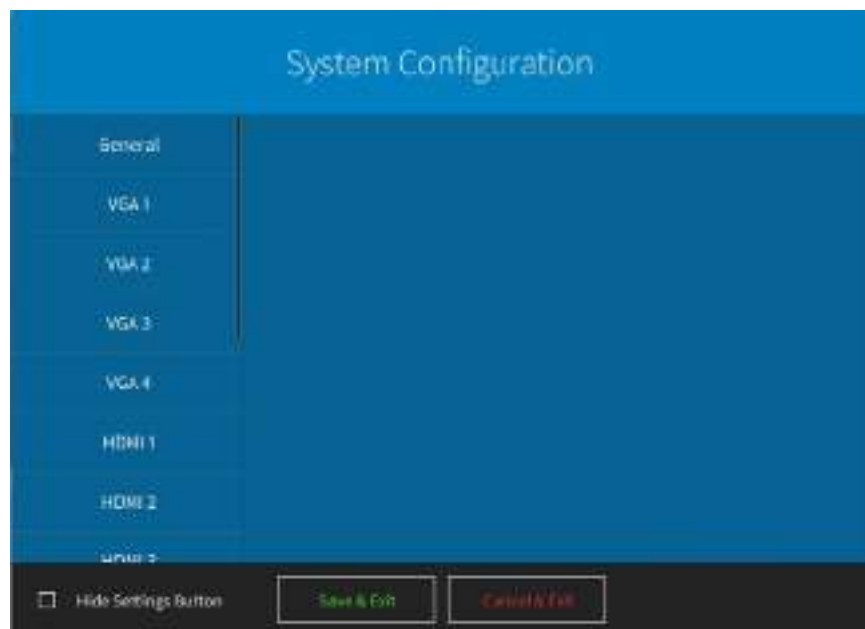 System Configuration
General
VGA 1
VGA 2
VGA 3
VGA 4
HDMI 1
HDMI 2
Hide Settings Button
Save & Exit
Cancel & Exit